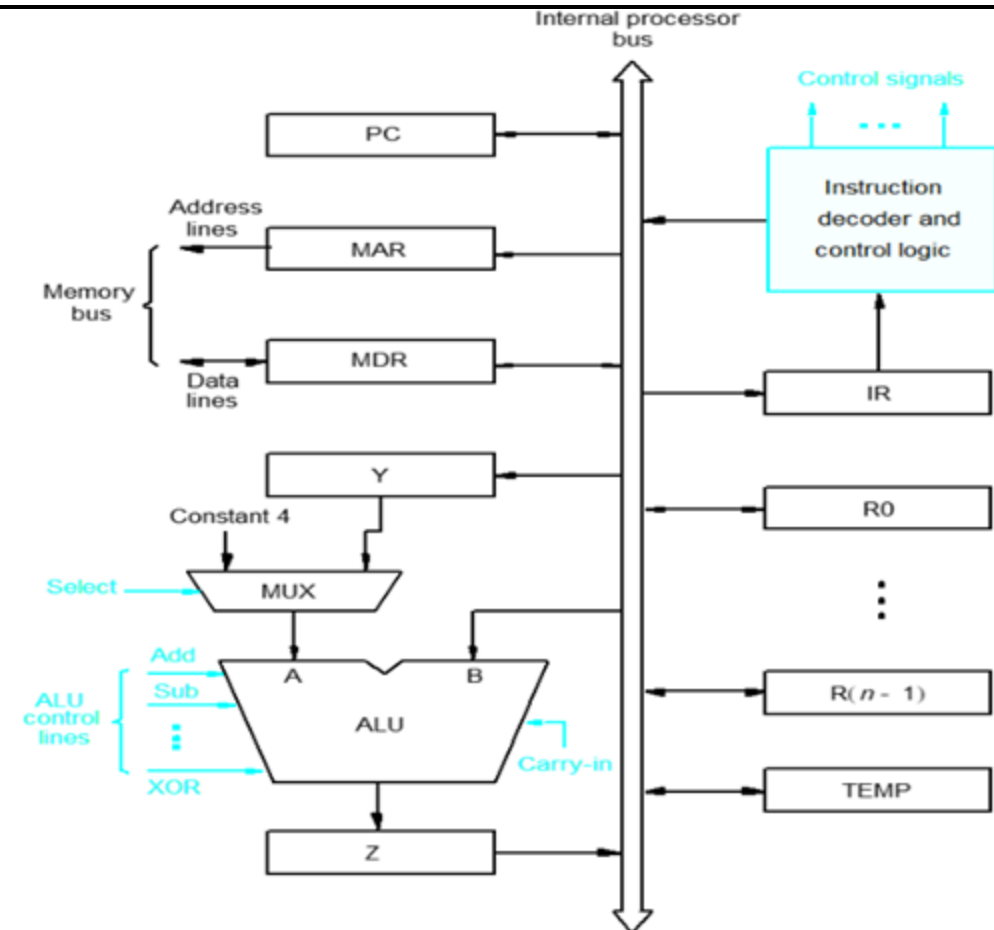 Internal processor
bus
Control signals
PC
Instruction
decoder and
control logic
Address
lines
MAR
Memory
bus
MDR
Data
lines
IR
Y
R0
Constant 4
Select
MUX
Add
A
B
Sub
R(n - 1)
ALU
control
lines
ALU
Carry-in
XOR
TEMP
Z